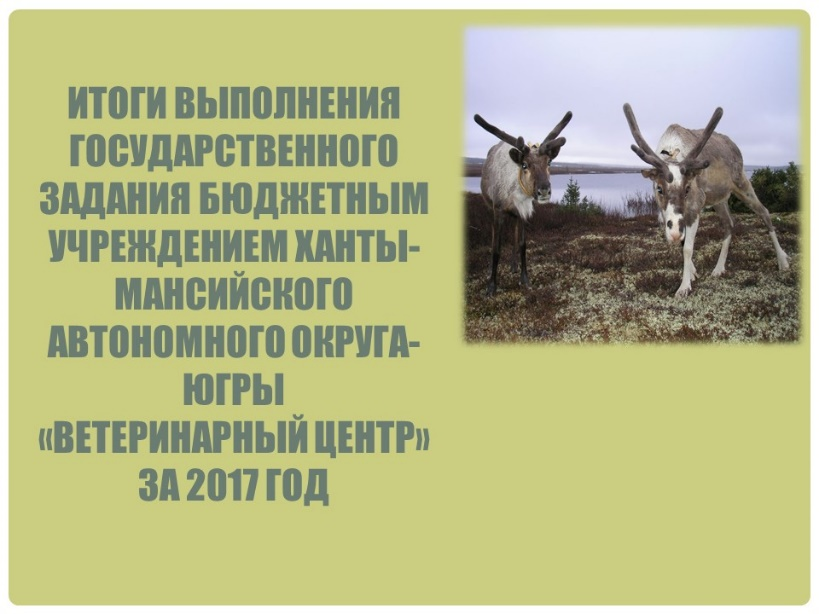 ИТОГИ ВЫПОЛНЕНИЯ
ГОСУДАРСТВЕННОГО
ЗАДАНИЯ БЮДЖЕТНЫМ
УЧРЕЖДЕНИЕМ ХАНТЫ-
МАНСИЙСКОГО
АВТОНОМНОГО ОКРУГА-
ЮГРЫ
«ВЕТЕРИНАРНЫЙ ЦЕНТР»
ЗА 2017 ГОД